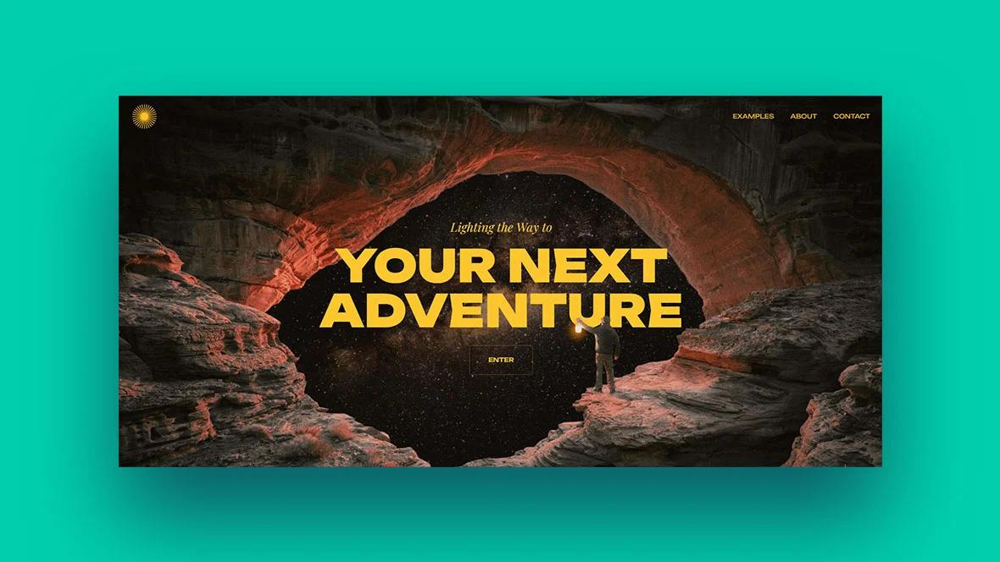 EXAMPLES ABOUT CONTACT
Lighting the Way to
YOUR NEXT
ADVENTURE
ENTER